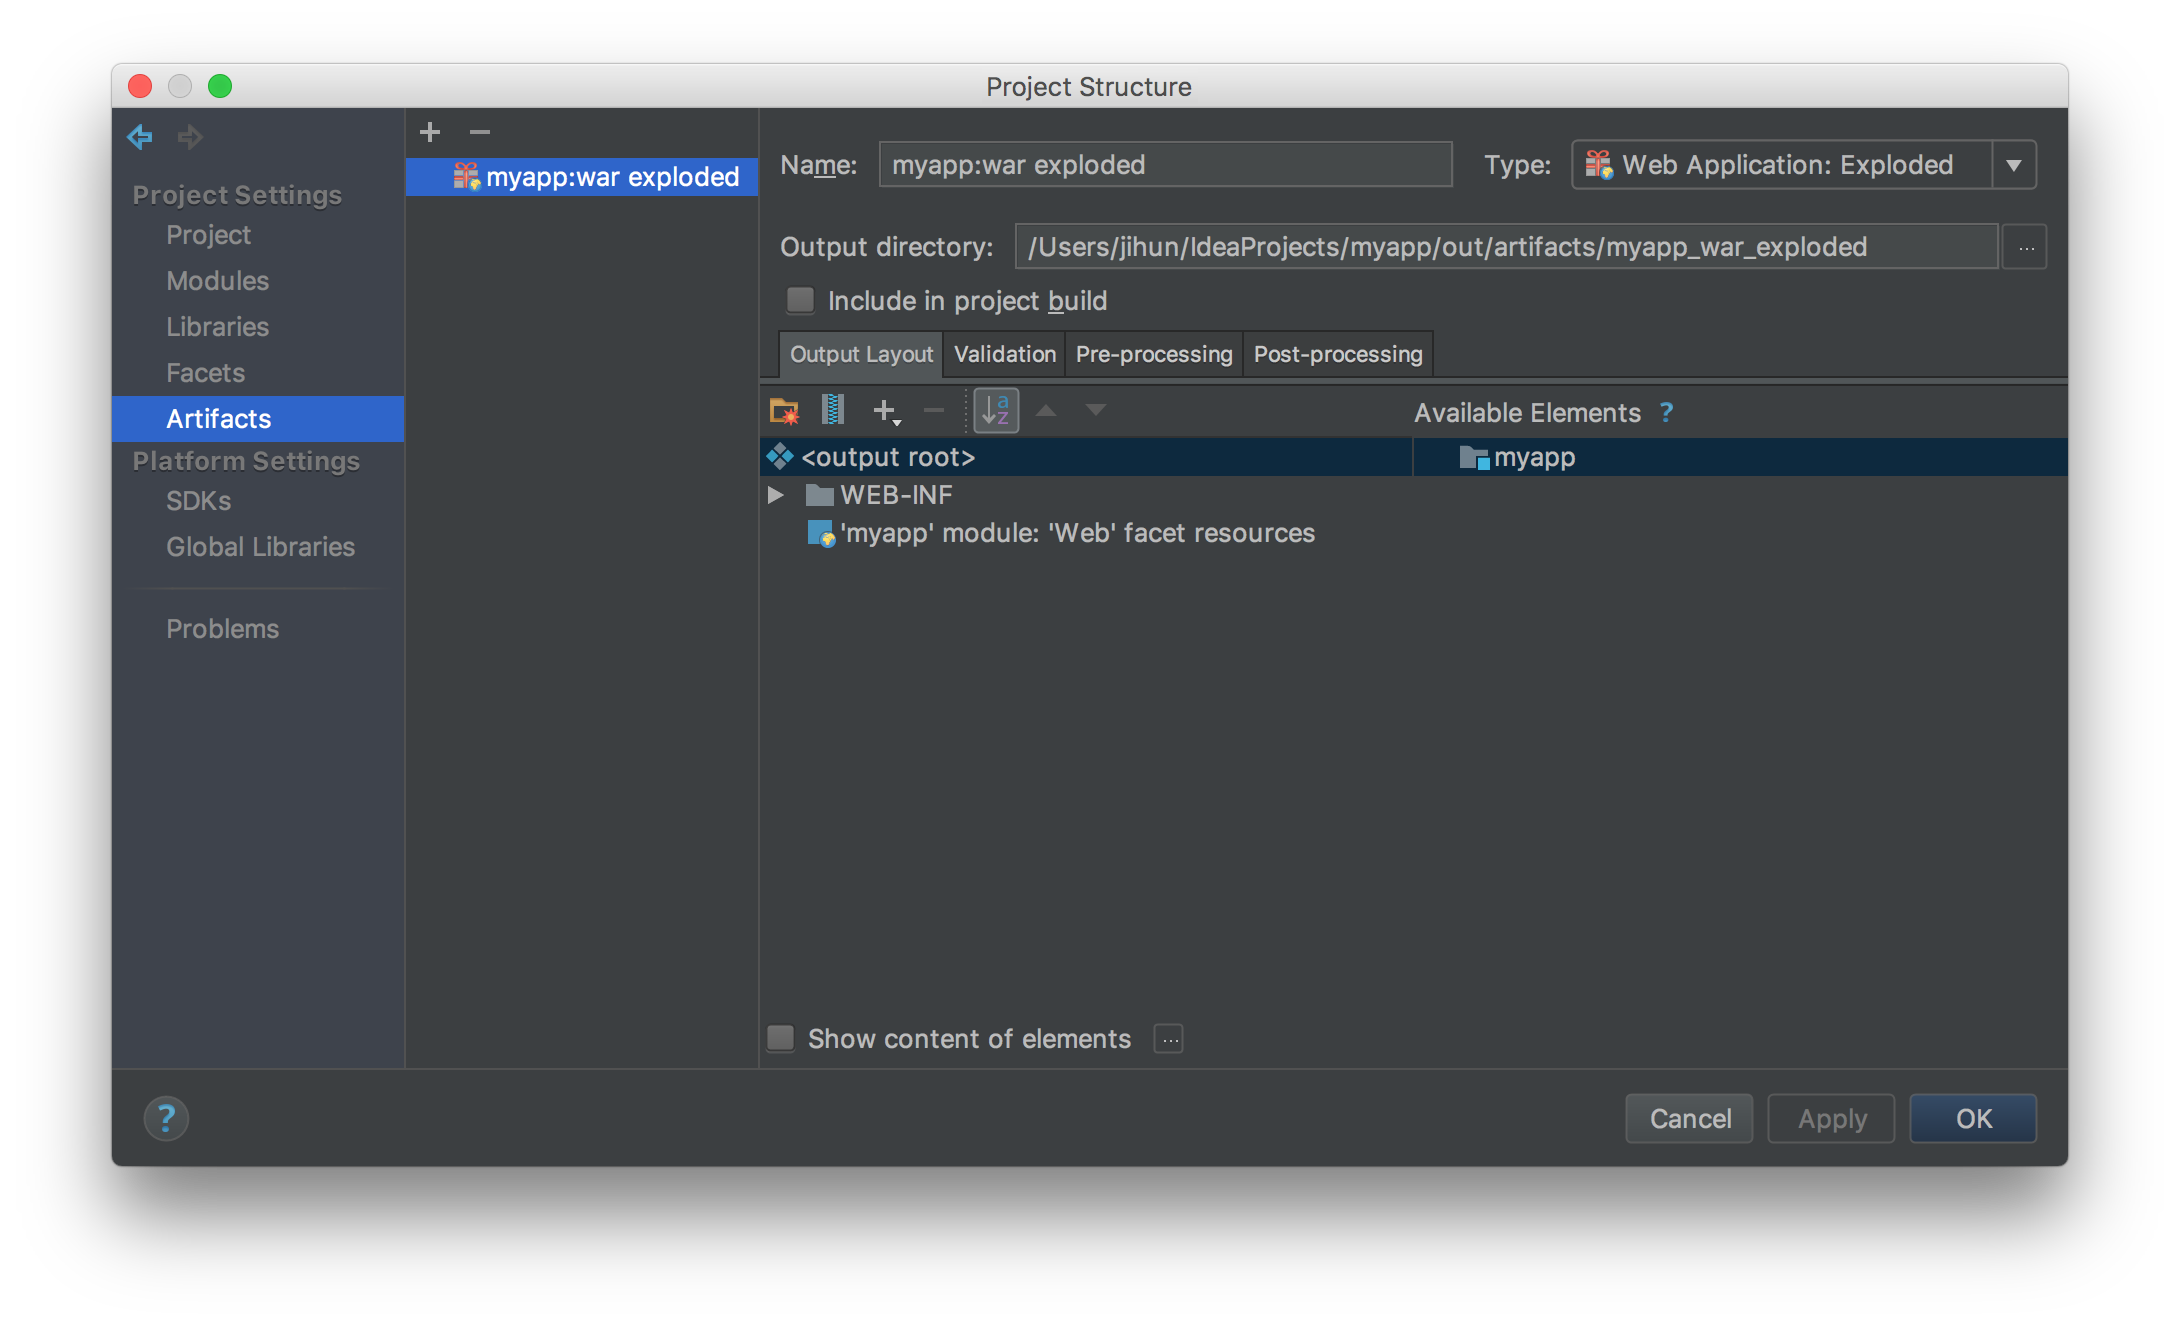 Project Structure
Project Settings
Project
Modules
Libraries
Facets
Artifacts
Platform Settings
SDKs
Global Libraries
Problems
myapp:war exploded
Name: myapp:war exploded Type: Web Application: Exploded
Output directory: /Users/jihun/IdeaProjects/myapp/out/artifacts/myapp_war_exploded ...
Include in project build
Output Layout Validation Pre-processing Post-processing
a z Available Elements ?
<output root> myapp
WEB-INF
'myapp' module: 'Web' facet resources
Show content of elements ...
? Cancel Apply OK